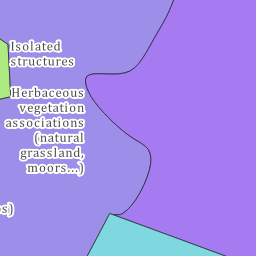 Isolated
structures
Herbaceous
vegetation
associations
(natural
grassland,
moors...)